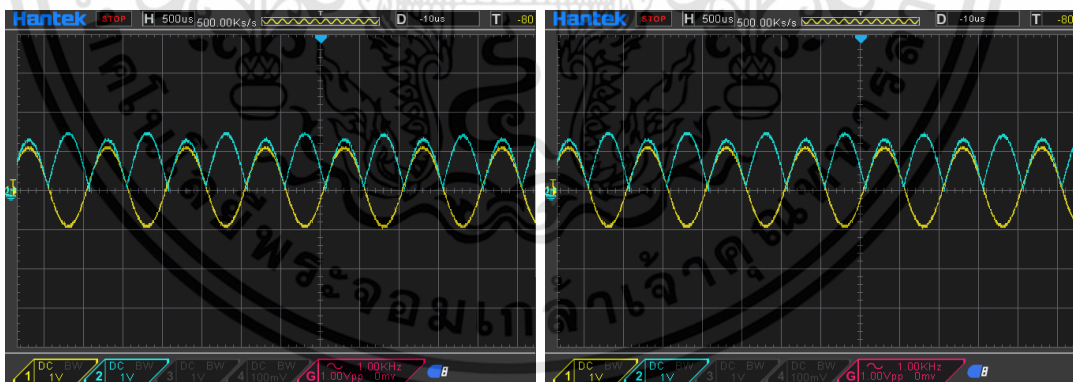 Hantek STOP H 500us 500.00Ks/s D -10us T -80
DC BW DC BW DC BW DC BW 1.00KHz
1 1V 2 1V 3 1V 4 100mV G 1.00Vpp 0mv
Hantek STOP H 500us 500.00Ks/s D -10us T -80
DC BW DC BW DC BW DC BW 1.00KHz
1 1V 2 1V 3 1V 4 100mV G 1.00Vpp 0mv